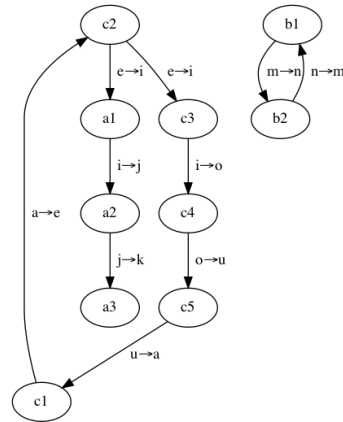 c2 b1
e→i e→i m→n n→m
a1 c3 b2
i→j i→o
a→e a2 c4
j→k o→u
a3 c5
u→a
c1